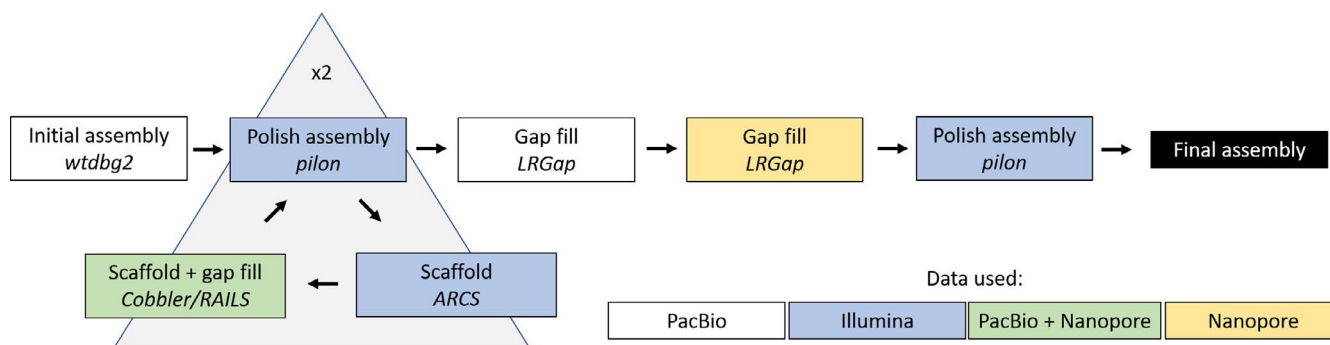 x2
Initial assembly
wtdbg2
Polish assembly
pilon
Gap fill
LRGap
Gap fill
LRGap
Polish assembly
pilon
Final assembly
Scaffold + gap fill
Cobbler/RAILS
Scaffold
ARCS
Data used:
PacBio
Illumina
PacBio + Nanopore
Nanopore